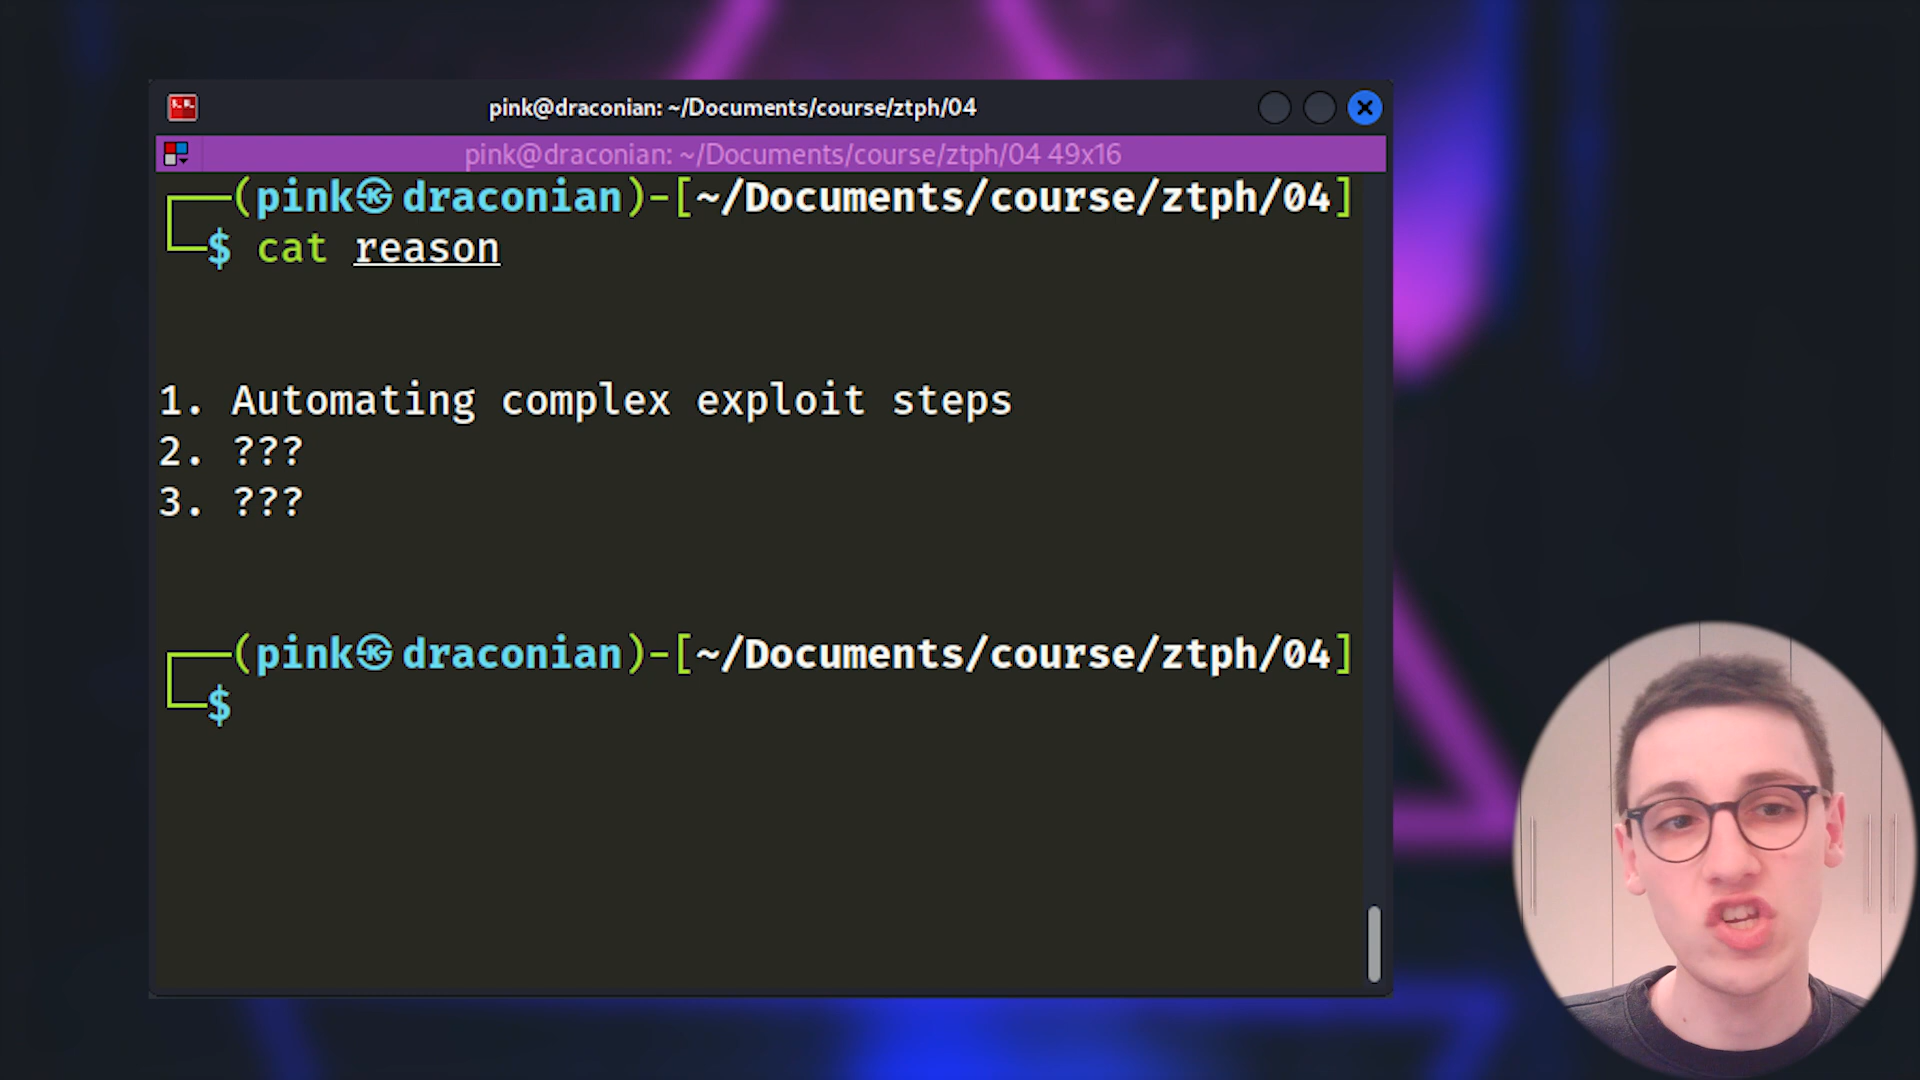 pink@draconian: ~/Documents/course/ztph/04
pink@draconian: ~/Documents/course/ztph/04 49x16
(pink㉿draconian)-[~/Documents/course/ztph/04]
$ cat reason
1. Automating complex exploit steps
2. ???
3. ???
(pink㉿draconian)-[~/Documents/course/ztph/04]
$